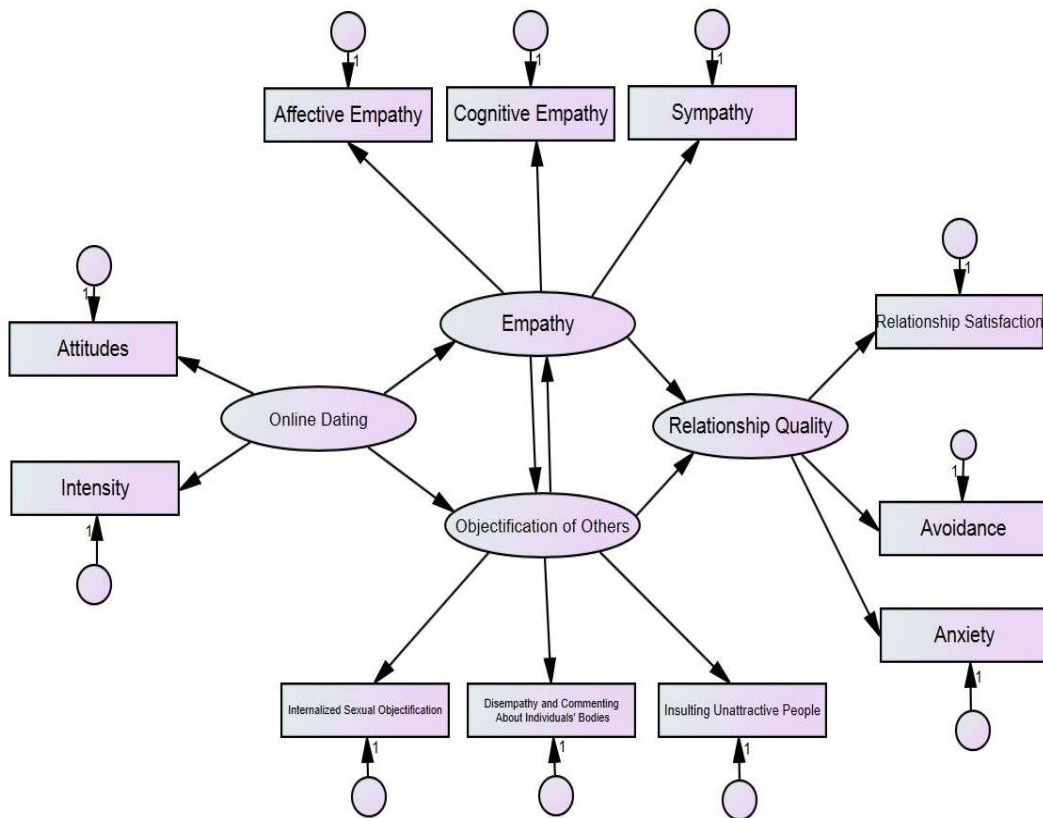 1
1
1
Affective Empathy
Cognitive Empathy
Sympathy
1
1
Attitudes
Empathy
Relationship Satisfaction
Online Dating
Relationship Quality
1
Intensity
1
Objectification of Others
Avoidance
Anxiety
1
Internalized Sexual Objectification
Disempathy and Commenting
About Individuals' Bodies
Insulting Unattractive People
1
1
1